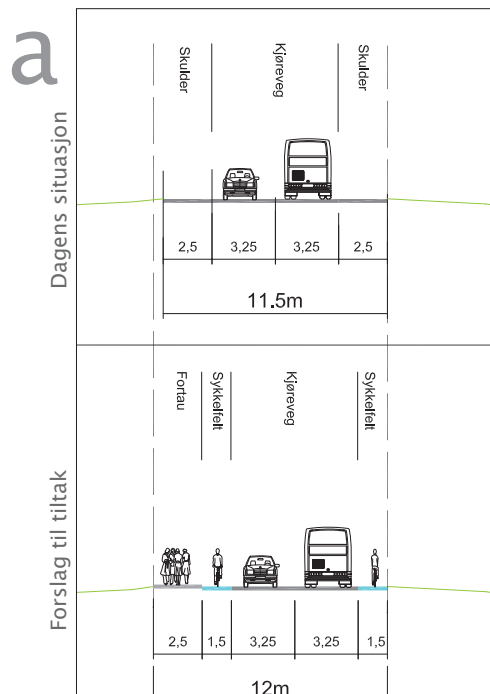 a
Dagens situasjon
Skulder
Kjøreveg
Skulder
2,5 3,25 3,25 2,5
11.5m
Forslag til tiltak
Fortau
Sykkelfelt
Kjøreveg
Sykkelfelt
2,5 1,5 3,25 3,25 1,5
12m